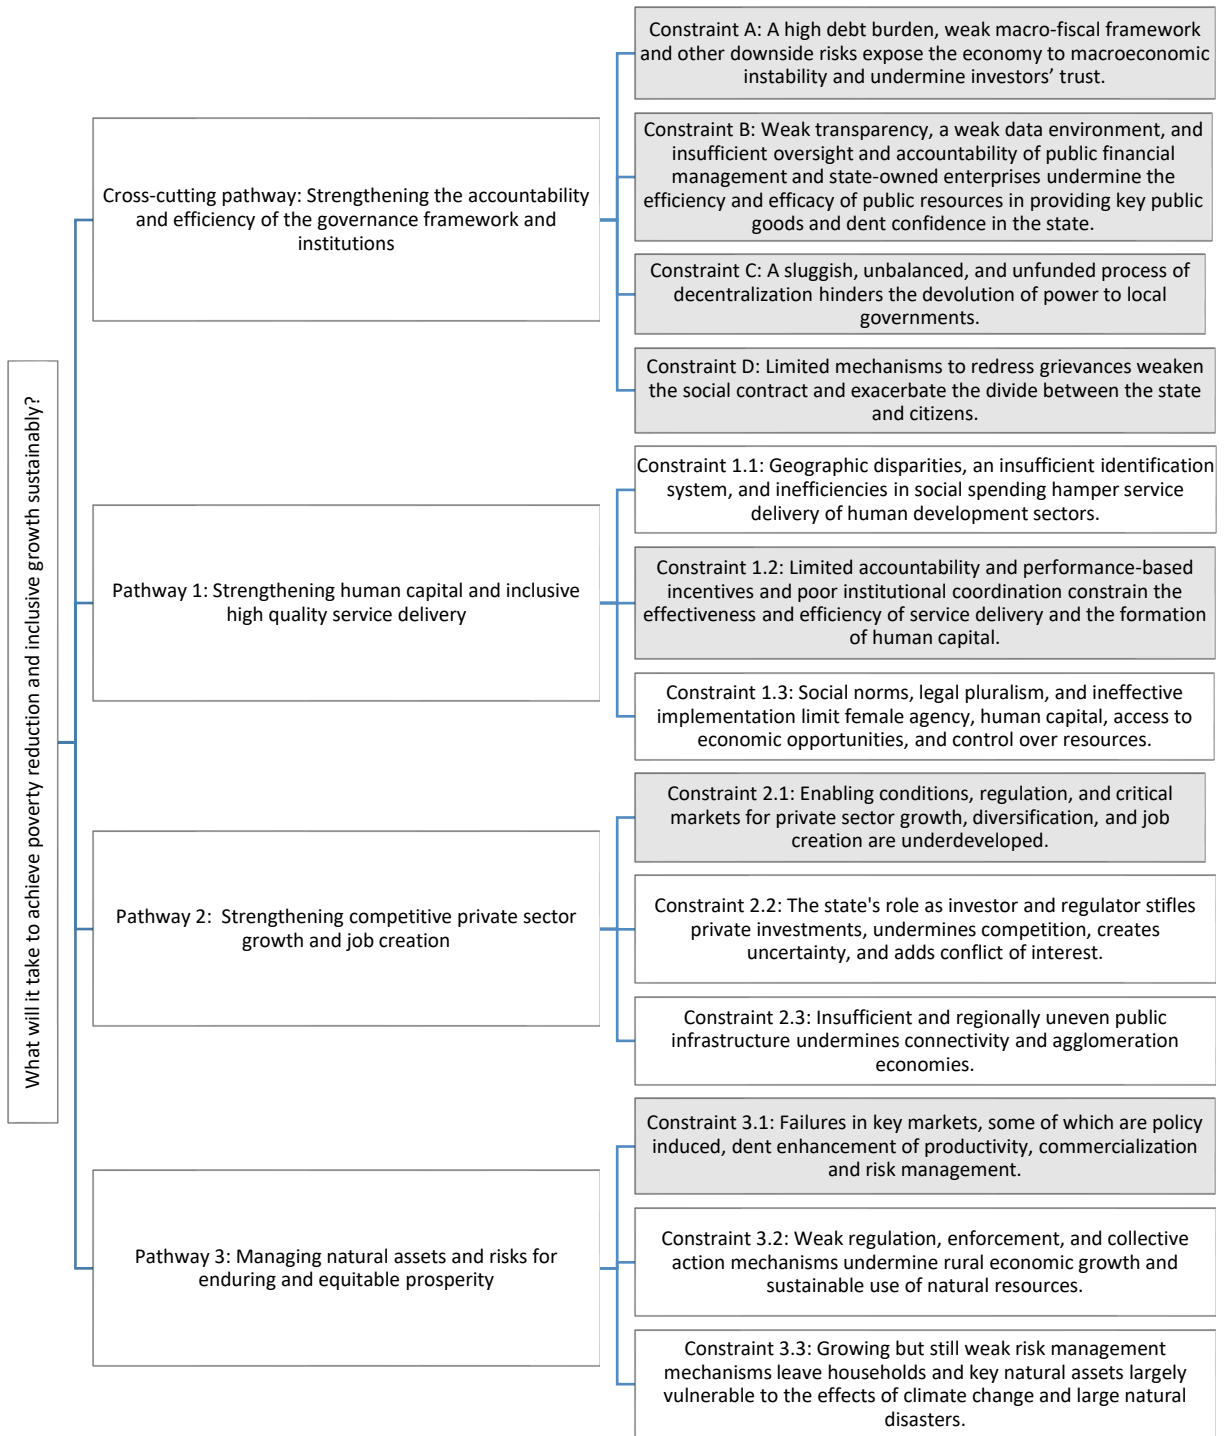 What will it take to achieve poverty reduction and inclusive growth sustainably?
Cross-cutting pathway: Strengthening the accountability
and efficiency of the governance framework and
institutions
Constraint A: A high debt burden, weak macro-fiscal framework
and other downside risks expose the economy to macroeconomic
instability and undermine investors’ trust.
Constraint B: Weak transparency, a weak data environment, and
insufficient oversight and accountability of public financial
management and state-owned enterprises undermine the
efficiency and efficacy of public resources in providing key public
goods and dent confidence in the state.
Constraint C: A sluggish, unbalanced, and unfunded process of
decentralization hinders the devolution of power to local
governments.
Constraint D: Limited mechanisms to redress grievances weaken
the social contract and exacerbate the divide between the state
and citizens.
Pathway 1: Strengthening human capital and inclusive
high quality service delivery
Constraint 1.1: Geographic disparities, an insufficient identification
system, and inefficiencies in social spending hamper service
delivery of human development sectors.
Constraint 1.2: Limited accountability and performance-based
incentives and poor institutional coordination constrain the
effectiveness and efficiency of service delivery and the formation
of human capital.
Constraint 1.3: Social norms, legal pluralism, and ineffective
implementation limit female agency, human capital, access to
economic opportunities, and control over resources.
Pathway 2:  Strengthening competitive private sector
growth and job creation
Constraint 2.1: Enabling conditions, regulation, and critical
markets for private sector growth, diversification, and job
creation are underdeveloped.
Constraint 2.2: The state's role as investor and regulator stifles
private investments, undermines competition, creates
uncertainty, and adds conflict of interest.
Constraint 2.3: Insufficient and regionally uneven public
infrastructure undermines connectivity and agglomeration
economies.
Pathway 3: Managing natural assets and risks for
enduring and equitable prosperity
Constraint 3.1: Failures in key markets, some of which are policy
induced, dent enhancement of productivity, commercialization
and risk management.
Constraint 3.2: Weak regulation, enforcement, and collective
action mechanisms undermine rural economic growth and
sustainable use of natural resources.
Constraint 3.3: Growing but still weak risk management
mechanisms leave households and key natural assets largely
vulnerable to the effects of climate change and large natural
disasters.